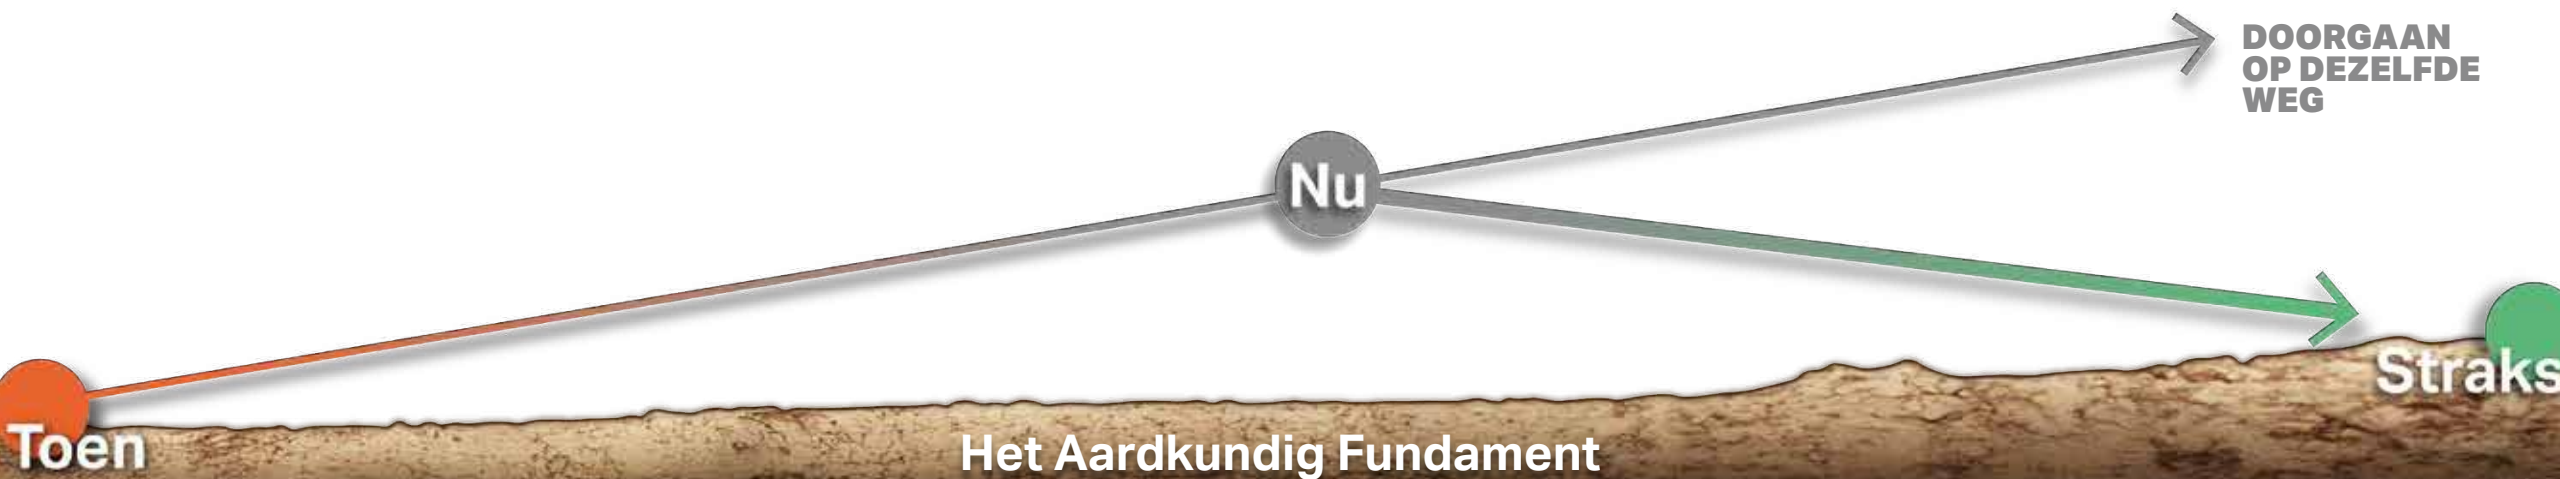 DOORGAAN
OP DEZELFDE
WEG
Nu
Straks
Toen
Het Aardkundig Fundament